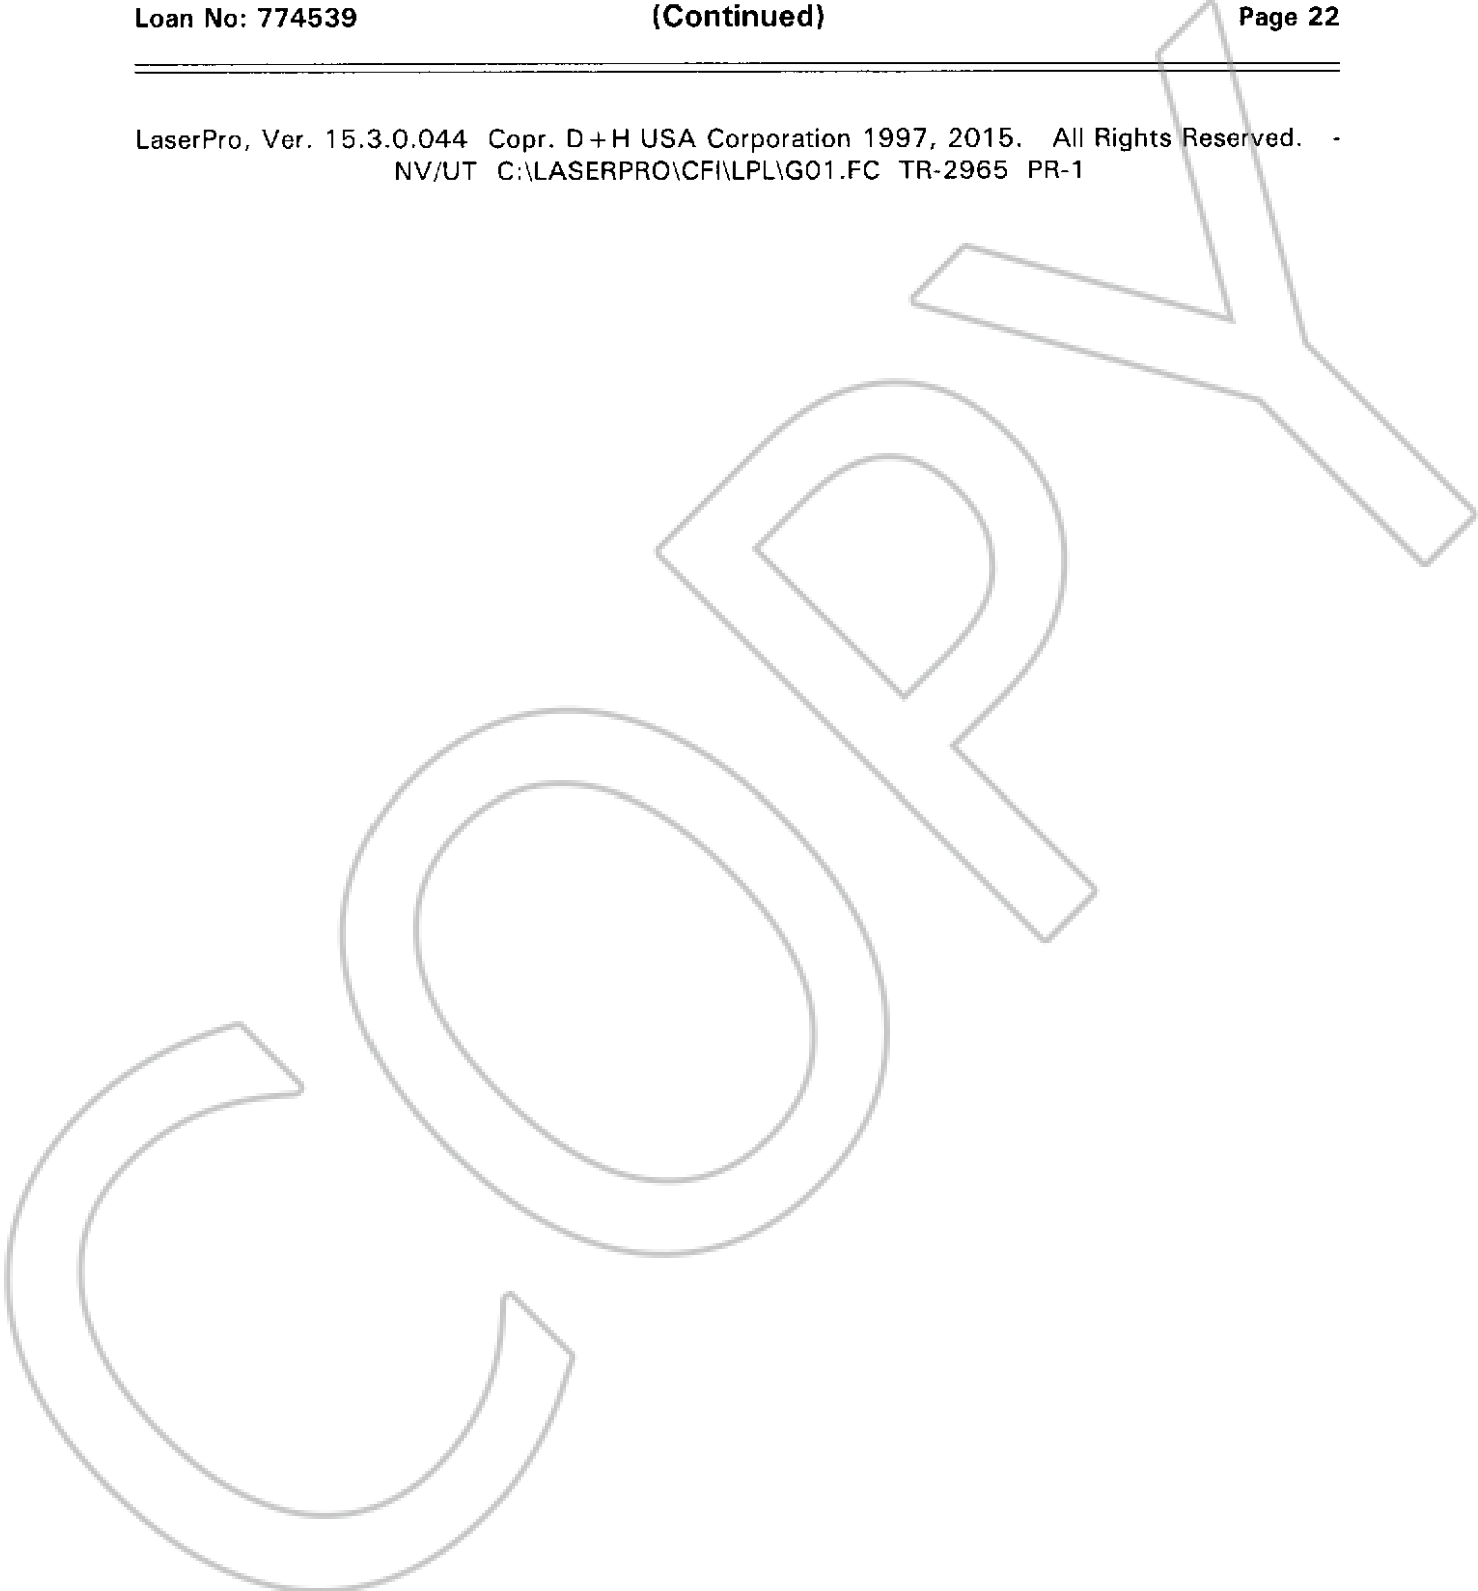 Loan No: 774539 (Continued) Page 22
LaserPro, Ver. 15.3.0.044 Copr. D+H USA Corporation 1997, 2015. All Rights Reserved. -
NV/UT C:\LASERPRO\CFI\LPL\G01.FC TR-2965 PR-1
COPY